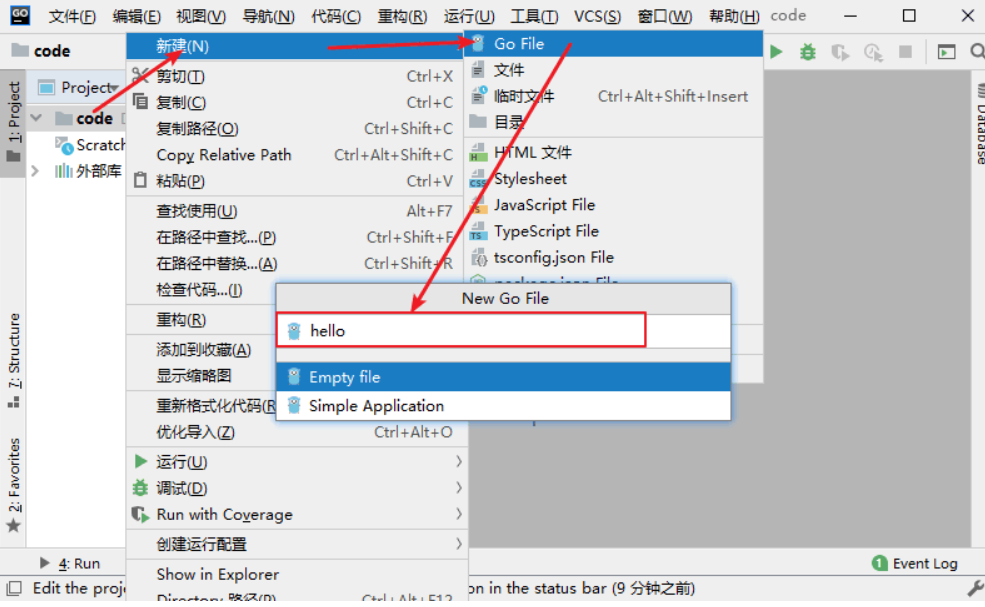 GO 文件(F) 编辑(E) 视图(V) 导航(N) 代码(C) 重构(R) 运行(U) 工具(T) VCS(S) 窗口(W) 帮助(H) code
code
1: Project
Project
code
Scratch
外部库
7: Structure
2: Favorites
新建(N)
剪切(T) Ctrl+X
复制(C) Ctrl+C
复制路径(O) Ctrl+Shift+C
Copy Relative Path Ctrl+Alt+Shift+C
粘贴(P) Ctrl+V
查找使用(U) Alt+F7
在路径中查找...(P) Ctrl+Shift+F
在路径中替换...(A) Ctrl+Shift+R
检查代码...(I)
重构(R)
添加到收藏(A)
显示缩略图
重新格式化代码(R
优化导入(Z) Ctrl+Alt+O
运行(U)
调试(D)
Run with Coverage
创建运行配置
Show in Explorer
Directory 路径(P) Ctrl+Alt+F12
Go File
文件
临时文件 Ctrl+Alt+Shift+Insert
目录
HTML 文件
Stylesheet
JavaScript File
TypeScript File
tsconfig.json File
package.json File
New Go File
hello
Empty file
Simple Application
Database
4: Run
1 Event Log
Edit the proje
on in the status bar (9 分钟之前)